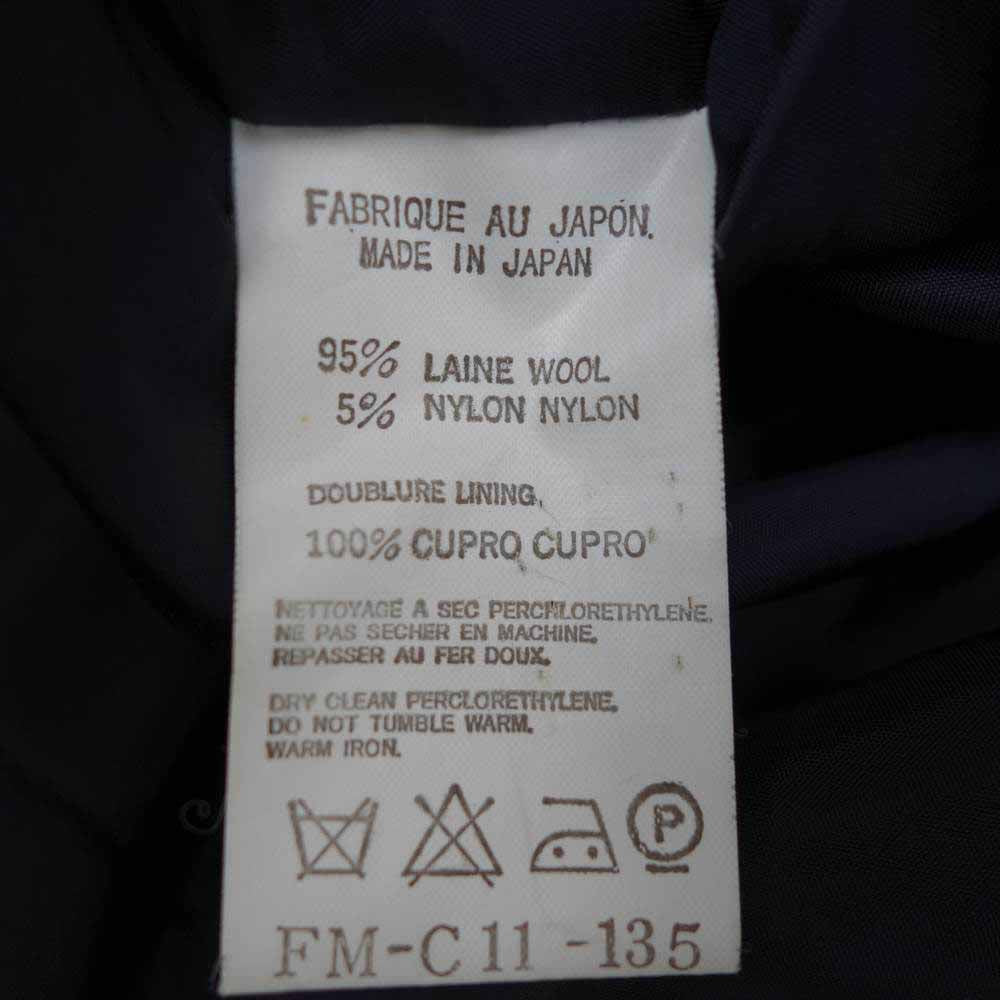 FABRIQUE AU JAPON.
MADE IN JAPAN
95% LAINE WOOL
5% NYLON NYLON
DOUBLURE LINING.
100% CUPRO CUPRO
NETTOYAGE A SEC PERCHLORETHYLENE.
NE PAS SECHER EN MACHINE.
REPASSER AU FER DOUX.
DRY CLEAN PERCLORETHYLENE.
DO NOT TUMBLE WARM.
WARM IRON.
P
FM-C11-135